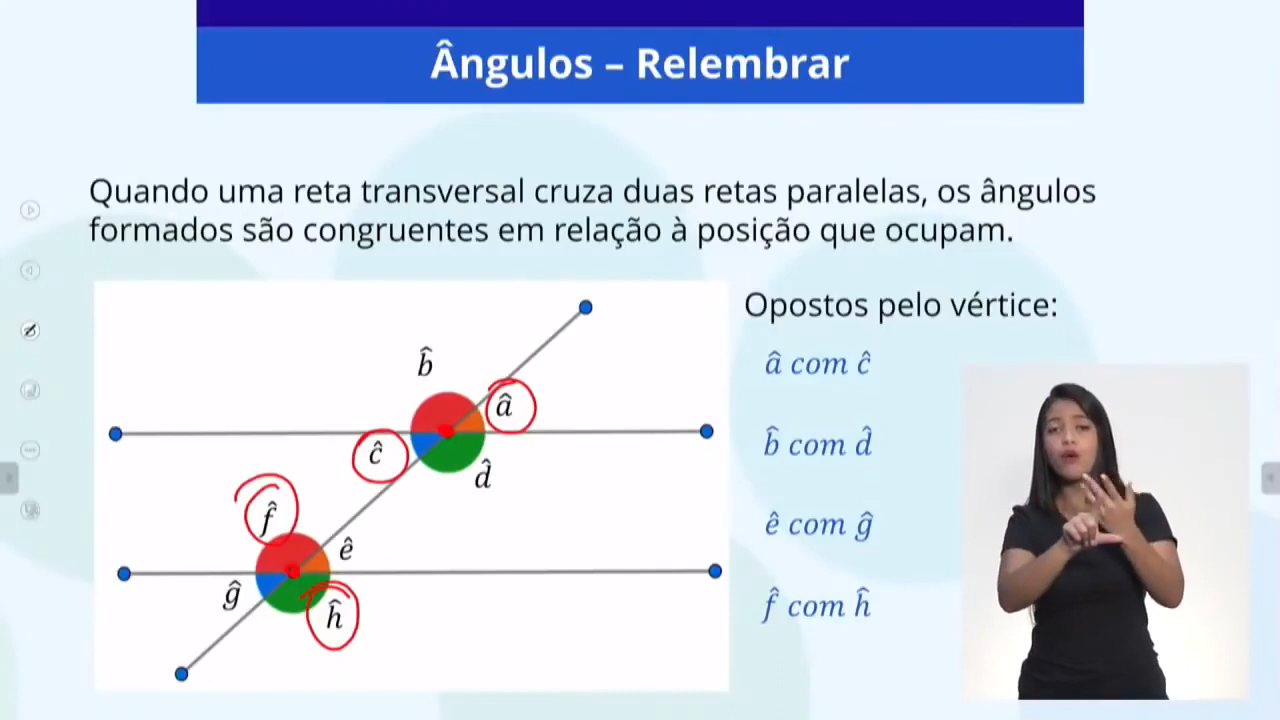 Ângulos – Relembrar
Quando uma reta transversal cruza duas retas paralelas, os ângulos
formados são congruentes em relação à posição que ocupam.
Opostos pelo vértice:
b̂
â
ĉ
d̂
f̂
ê
ĝ
ĥ
â com ĉ
b̂ com d̂
ê com ĝ
f̂ com ĥ